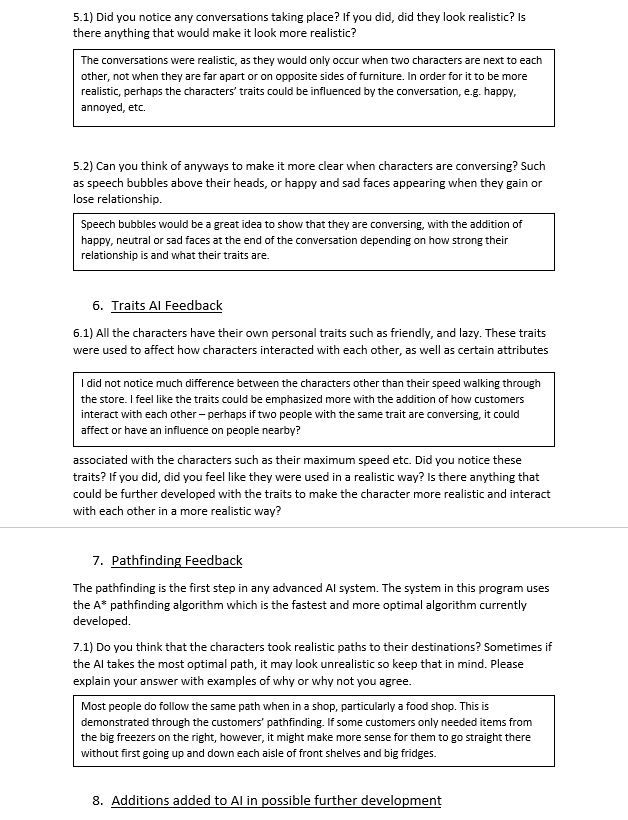 5.1) Did you notice any conversations taking place? If you did, did they look realistic? Is
there anything that would make it look more realistic?
The conversations were realistic, as they would only occur when two characters are next to each
other, not when they are far apart or on opposite sides of furniture. In order for it to be more
realistic, perhaps the characters' traits could be influenced by the conversation, e.g. happy,
annoyed, etc.
5.2) Can you think of anyways to make it more clear when characters are conversing? Such
as speech bubbles above their heads, or happy and sad faces appearing when they gain or
lose relationship.
Speech bubbles would be a great idea to show that they are conversing, with the addition of
happy, neutral or sad faces at the end of the conversation depending on how strong their
relationship is and what their traits are.
6. Traits AI Feedback
6.1) All the characters have their own personal traits such as friendly, and lazy. These traits
were used to affect how characters interacted with each other, as well as certain attributes
I did not notice much difference between the characters other than their speed walking through
the store. I feel like the traits could be emphasized more with the addition of how customers
interact with each other – perhaps if two people with the same trait are conversing, it could
affect or have an influence on people nearby?
associated with the characters such as their maximum speed etc. Did you notice these
traits? If you did, did you feel like they were used in a realistic way? Is there anything that
could be further developed with the traits to make the character more realistic and interact
with each other in a more realistic way?
7. Pathfinding Feedback
The pathfinding is the first step in any advanced AI system. The system in this program uses
the A* pathfinding algorithm which is the fastest and more optimal algorithm currently
developed.
7.1) Do you think that the characters took realistic paths to their destinations? Sometimes if
the AI takes the most optimal path, it may look unrealistic so keep that in mind. Please
explain your answer with examples of why or why not you agree.
Most people do follow the same path when in a shop, particularly a food shop. This is
demonstrated through the customers' pathfinding. If some customers only needed items from
the big freezers on the right, however, it might make more sense for them to go straight there
without first going up and down each aisle of front shelves and big fridges.
8. Additions added to AI in possible further development